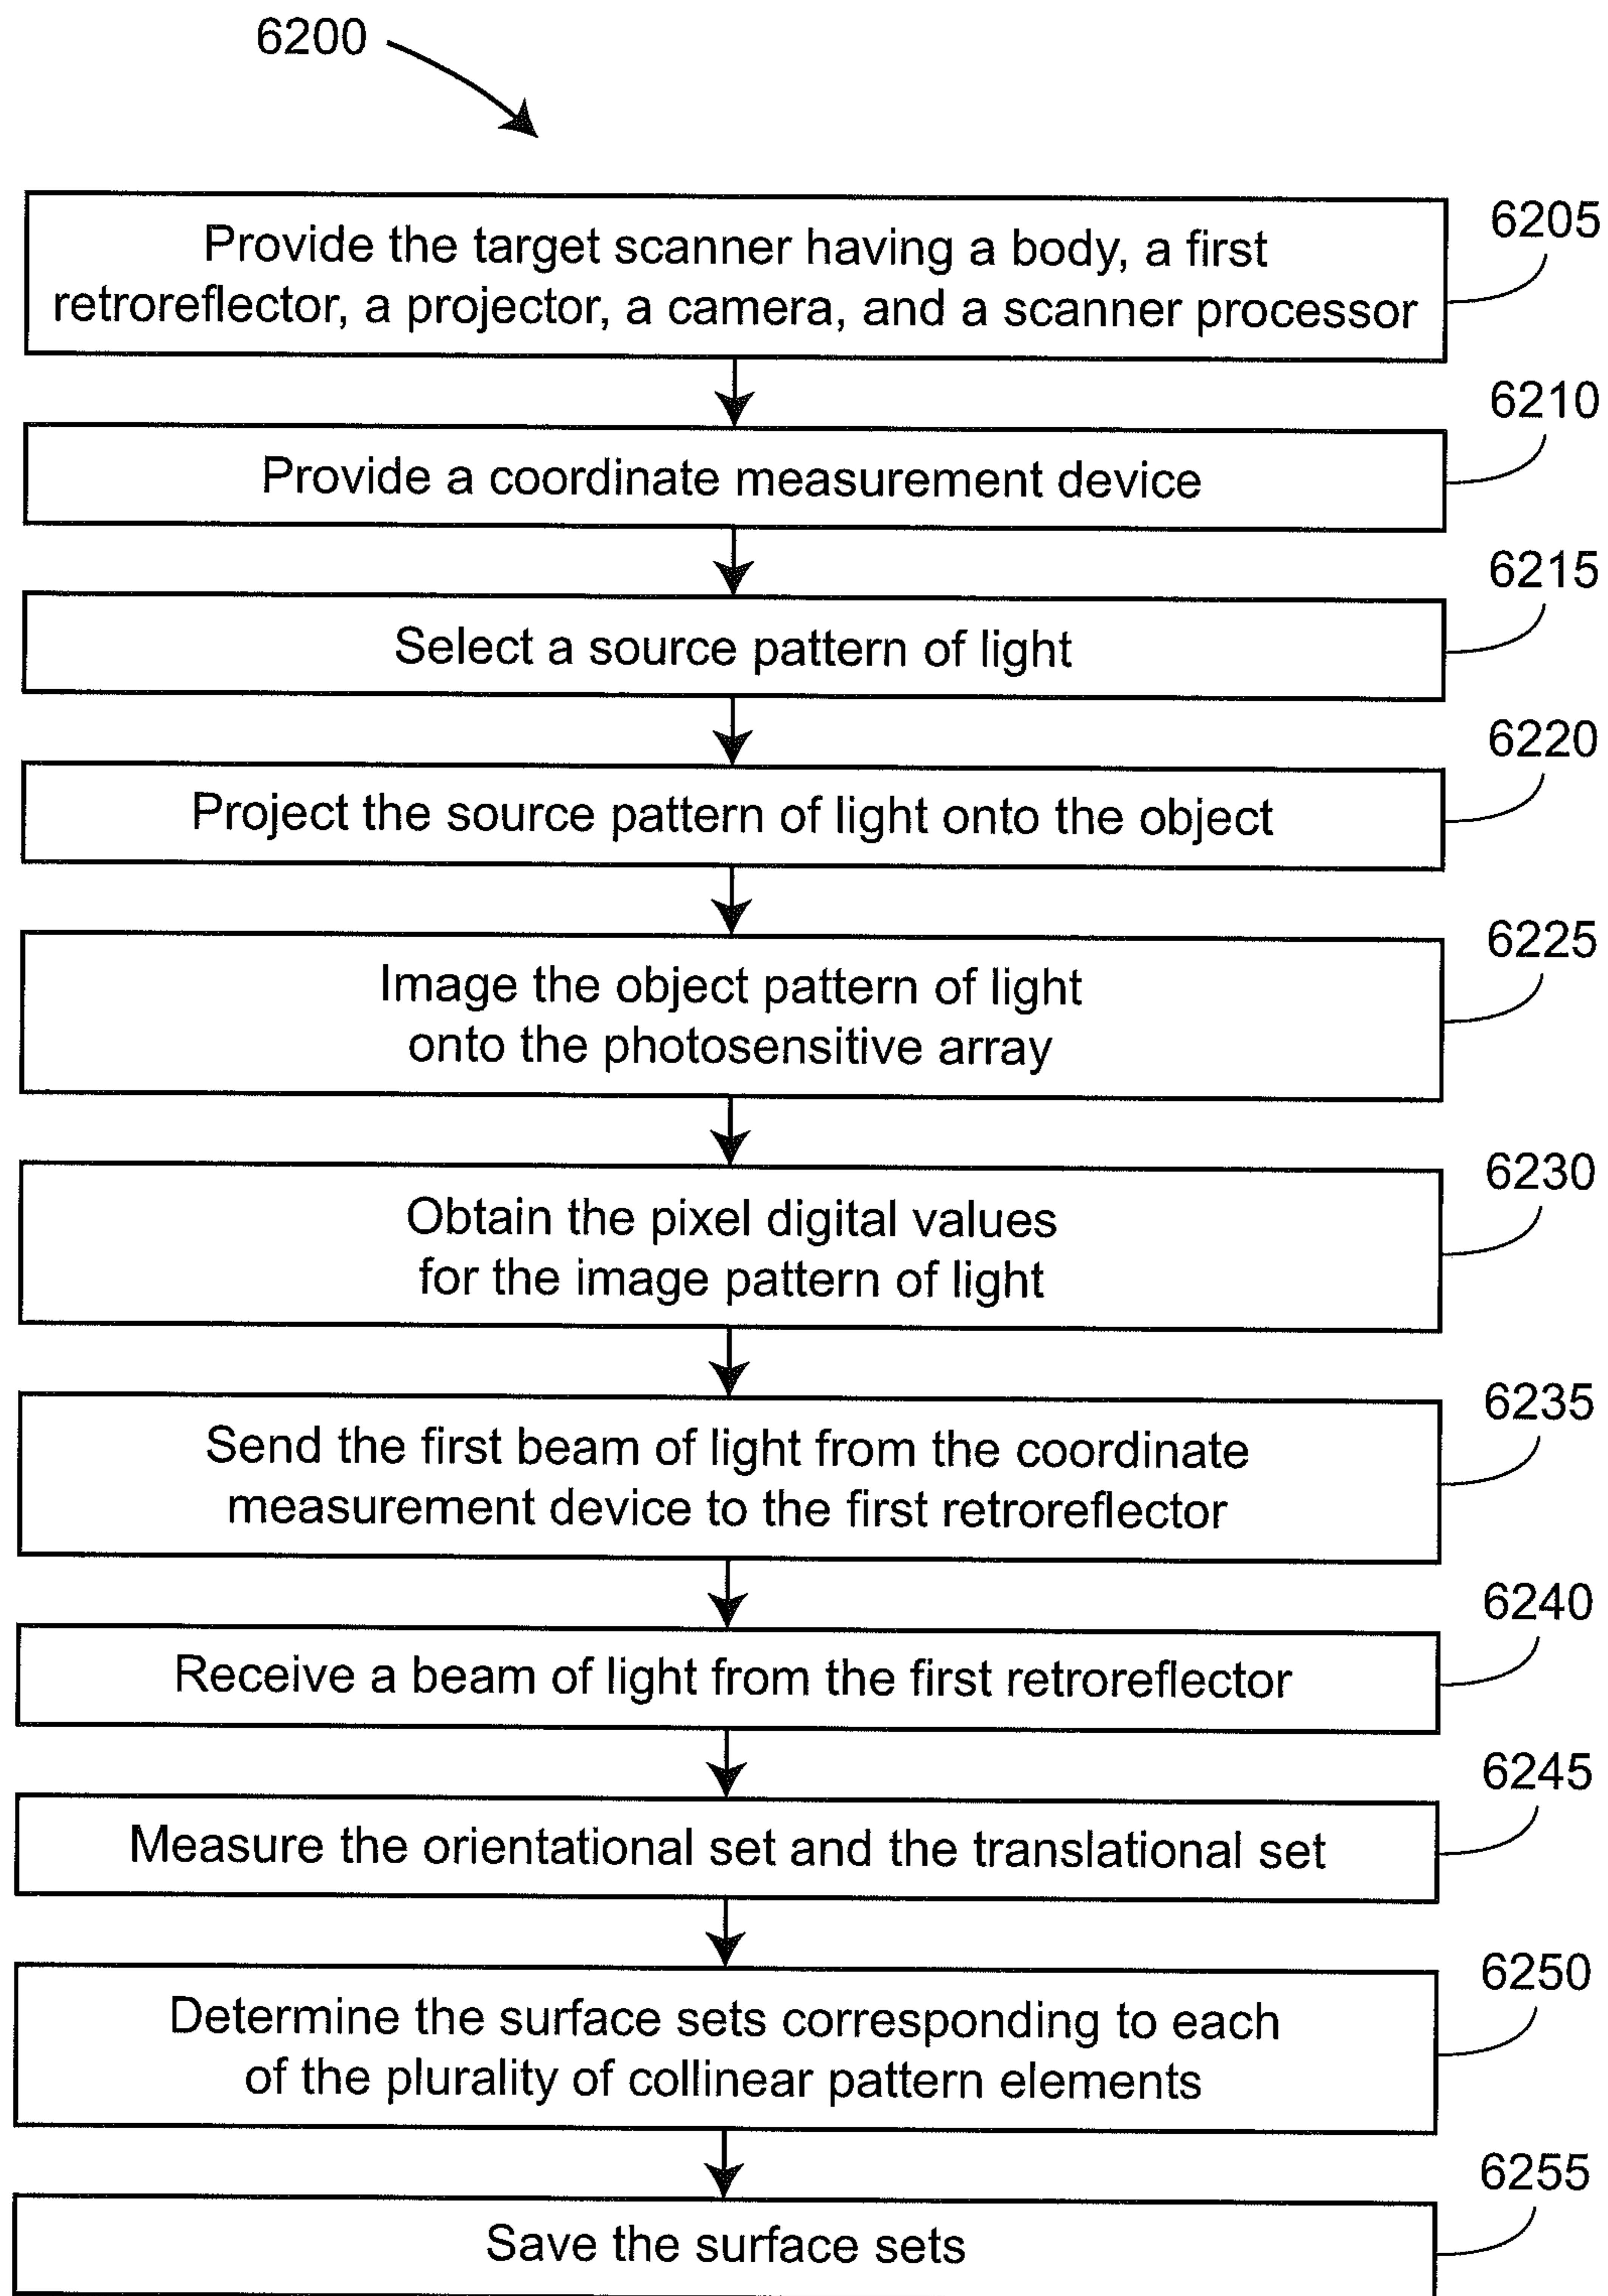 6200
6205
Provide the target scanner having a body, a first
retroreflector, a projector, a camera, and a scanner processor
6210
Provide a coordinate measurement device
6215
Select a source pattern of light
6220
Project the source pattern of light onto the object
6225
Image the object pattern of light
onto the photosensitive array
6230
Obtain the pixel digital values
for the image pattern of light
6235
Send the first beam of light from the coordinate
measurement device to the first retroreflector
6240
Receive a beam of light from the first retroreflector
6245
Measure the orientational set and the translational set
6250
Determine the surface sets corresponding to each
of the plurality of collinear pattern elements
6255
Save the surface sets